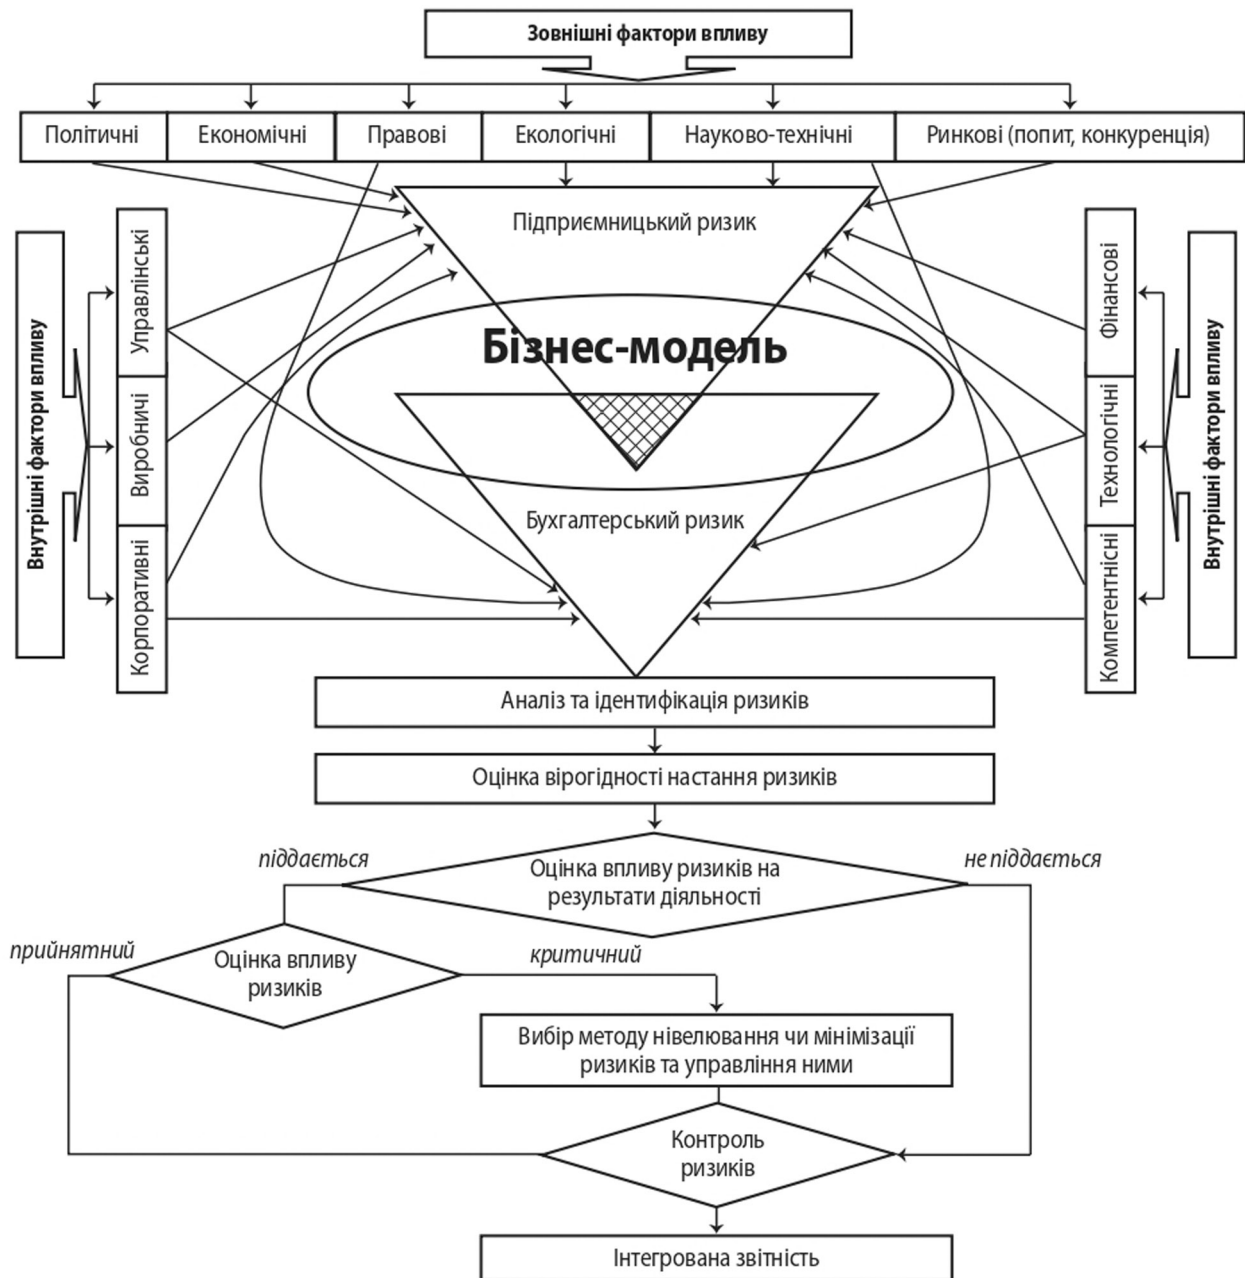 Зовнішні фактори впливу
Політичні
Економічні
Правові
Екологічні
Науково-технічні
Ринкові (попит, конкуренція)
Внутрішні фактори впливу
Управлінські
Виробничі
Корпоративні
Підприємницький ризик
Бізнес-модель
Бухгалтерський ризик
Фінансові
Технологічні
Компетентнісні
Внутрішні фактори впливу
Аналіз та ідентифікація ризиків
Оцінка вірогідності настання ризиків
піддається
Оцінка впливу ризиків на
результати діяльності
не піддається
прийнятний
Оцінка впливу
ризиків
критичний
Вибір методу нівелювання чи мінімізації
ризиків та управління ними
Контроль
ризиків
Інтегрована звітність